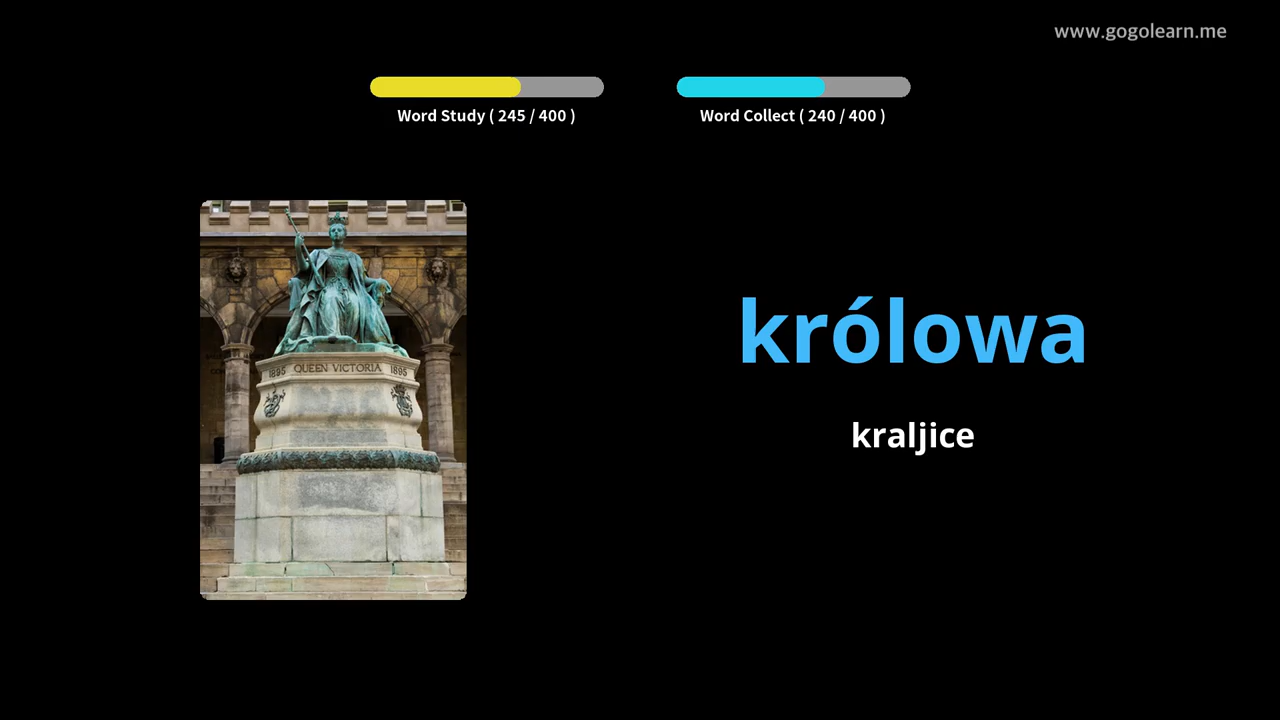 www.gogolearn.me
Word Study ( 245 / 400 )
Word Collect ( 240 / 400 )
królowa
kraljice
1895 QUEEN VICTORIA 1895